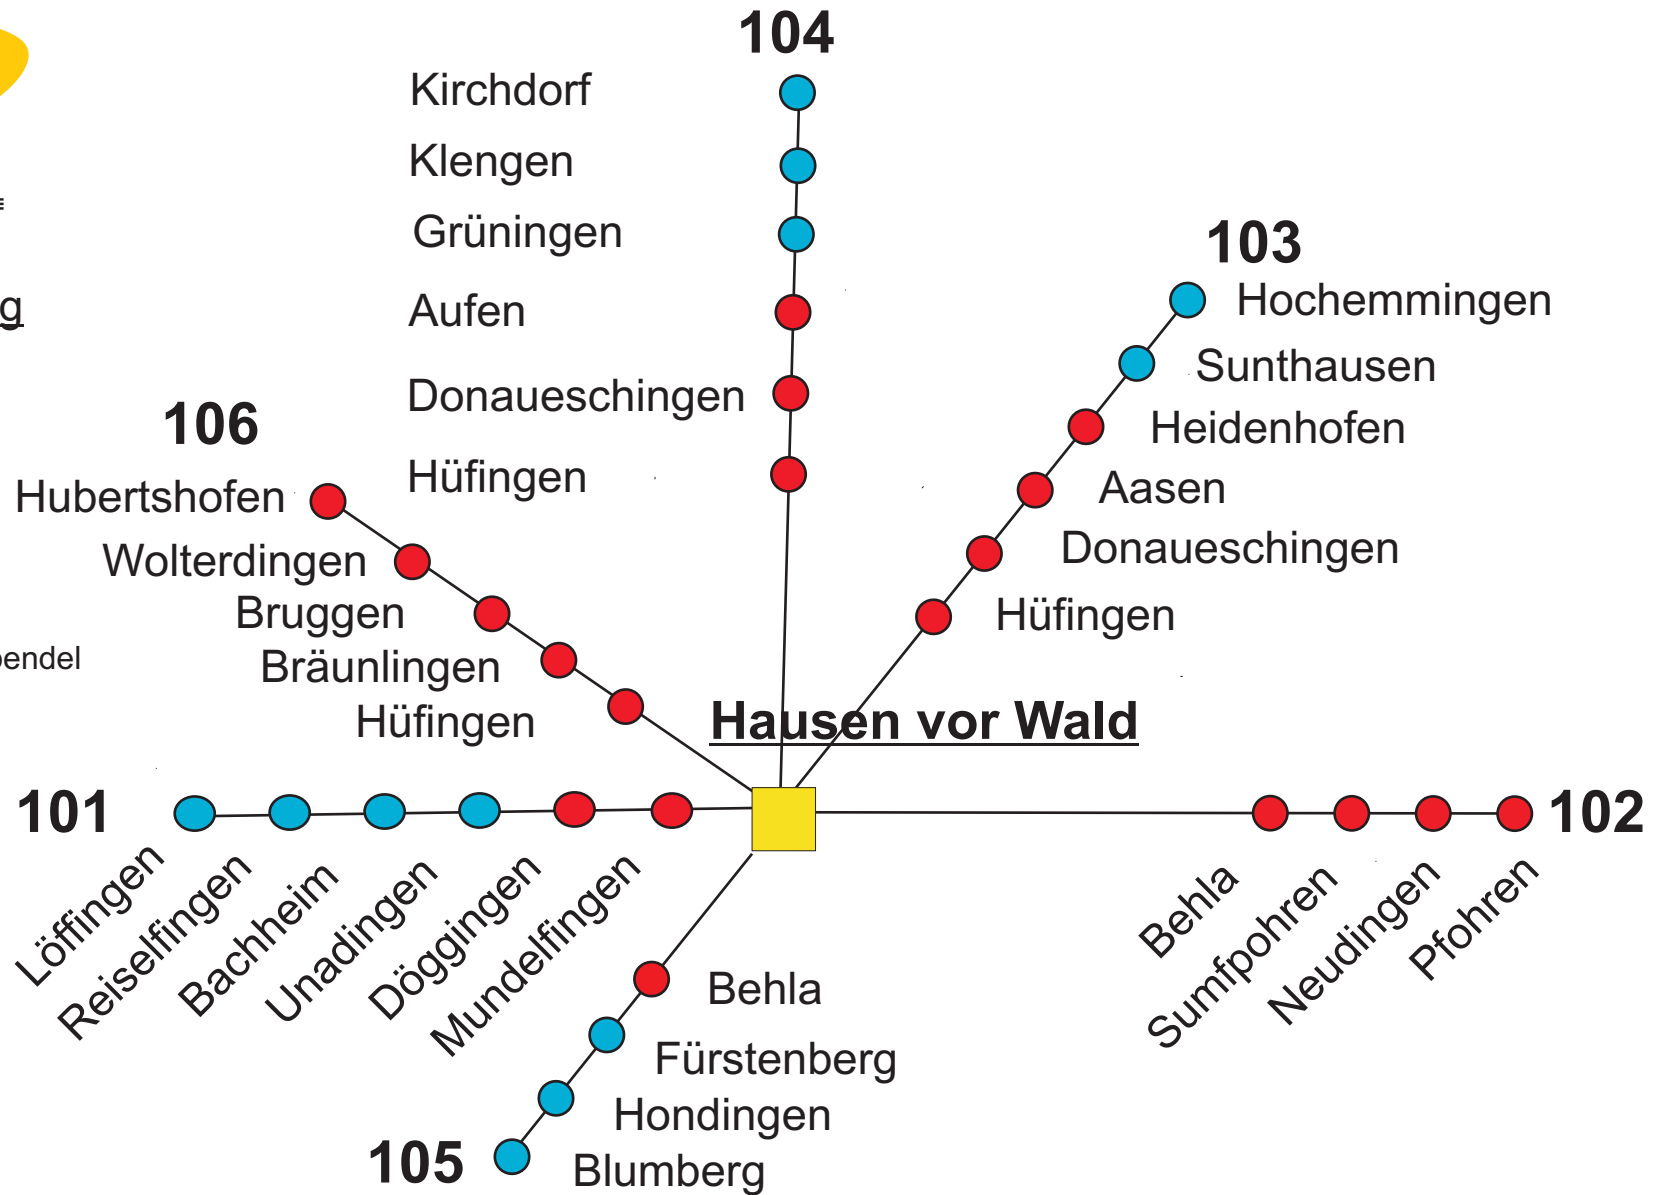 104
Kirchdorf
Klengen
Grüningen
Aufen
Donaueschingen
Hüfingen
103
Hochemmingen
Sunthausen
Heidenhofen
Aasen
Donaueschingen
Hüfingen
g
106
Hubertshofen
Wolterdingen
Bruggen
Bräunlingen
Hüfingen
pendel
Hausen vor Wald
101
Löffingen
Reiselfingen
Bachheim
Unadingen
Döggingen
Mundelfingen
102
Behla
Sumfpohren
Neudingen
Pfohren
Behla
Fürstenberg
Hondingen
Blumberg
105